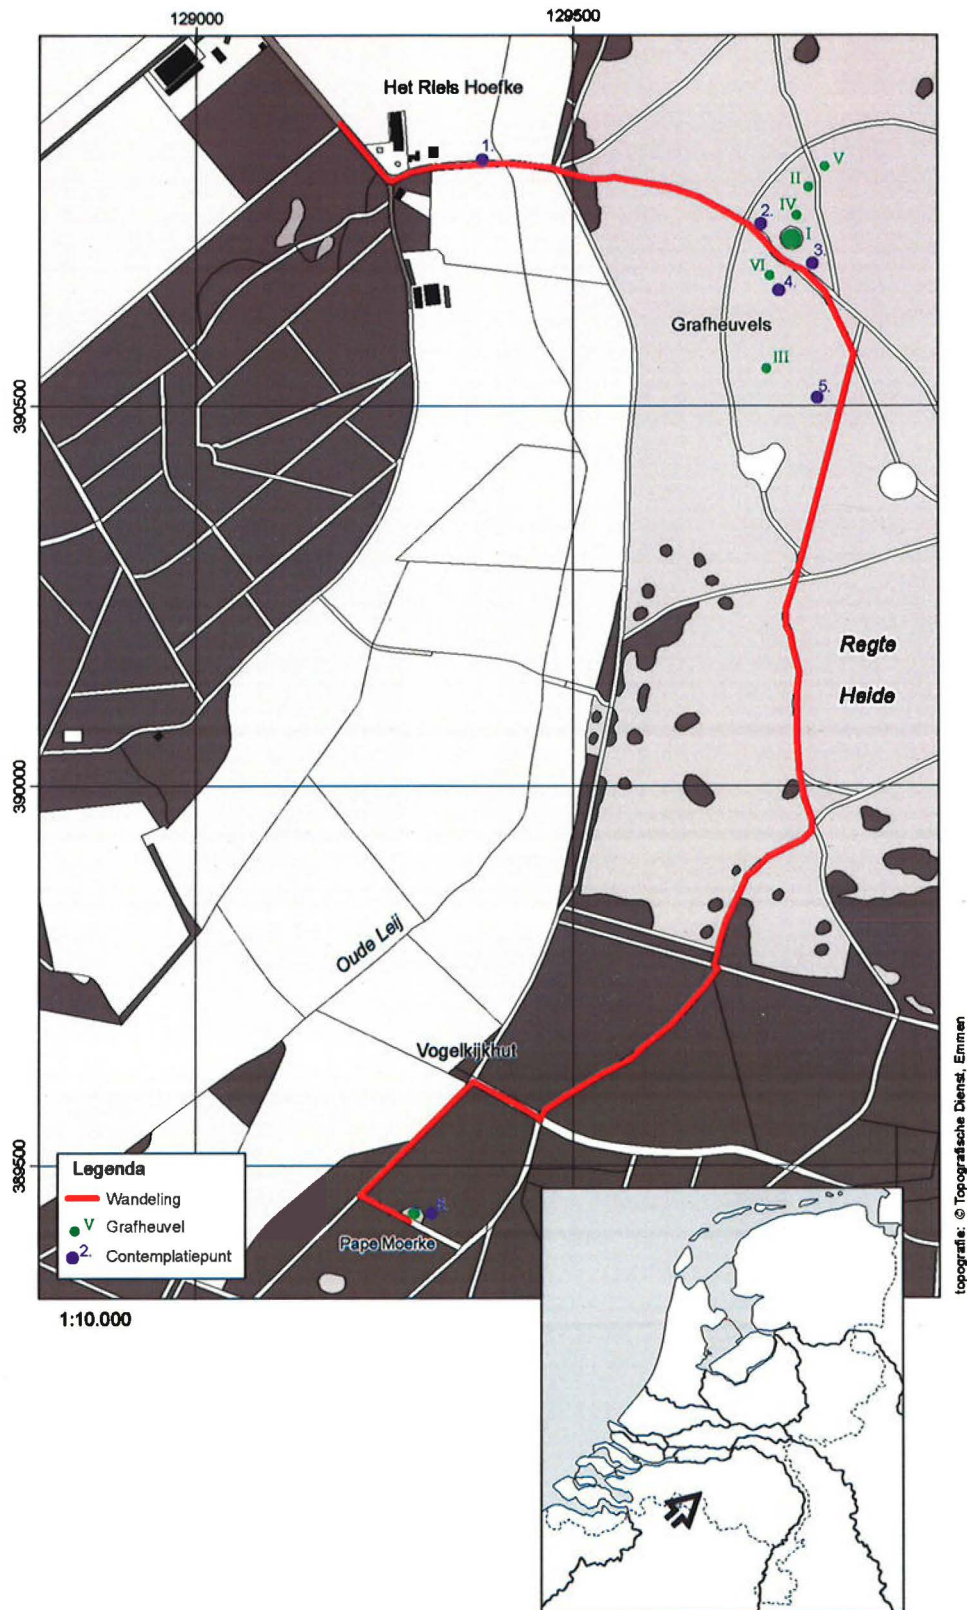 129000
129500
Het Riels Hoefke
1.
V
II
IV
2.
I
3.
VI
4.
Grafheuvels
III
5.
390500
Regte
Heide
390000
Oude Leij
Vogelkijkhut
389500
Legenda
Wandeling
V Grafheuvel
2. Contemplatiepunt
Pape Moerke
1:10.000
topografie: © Topografische Dienst, Emmen